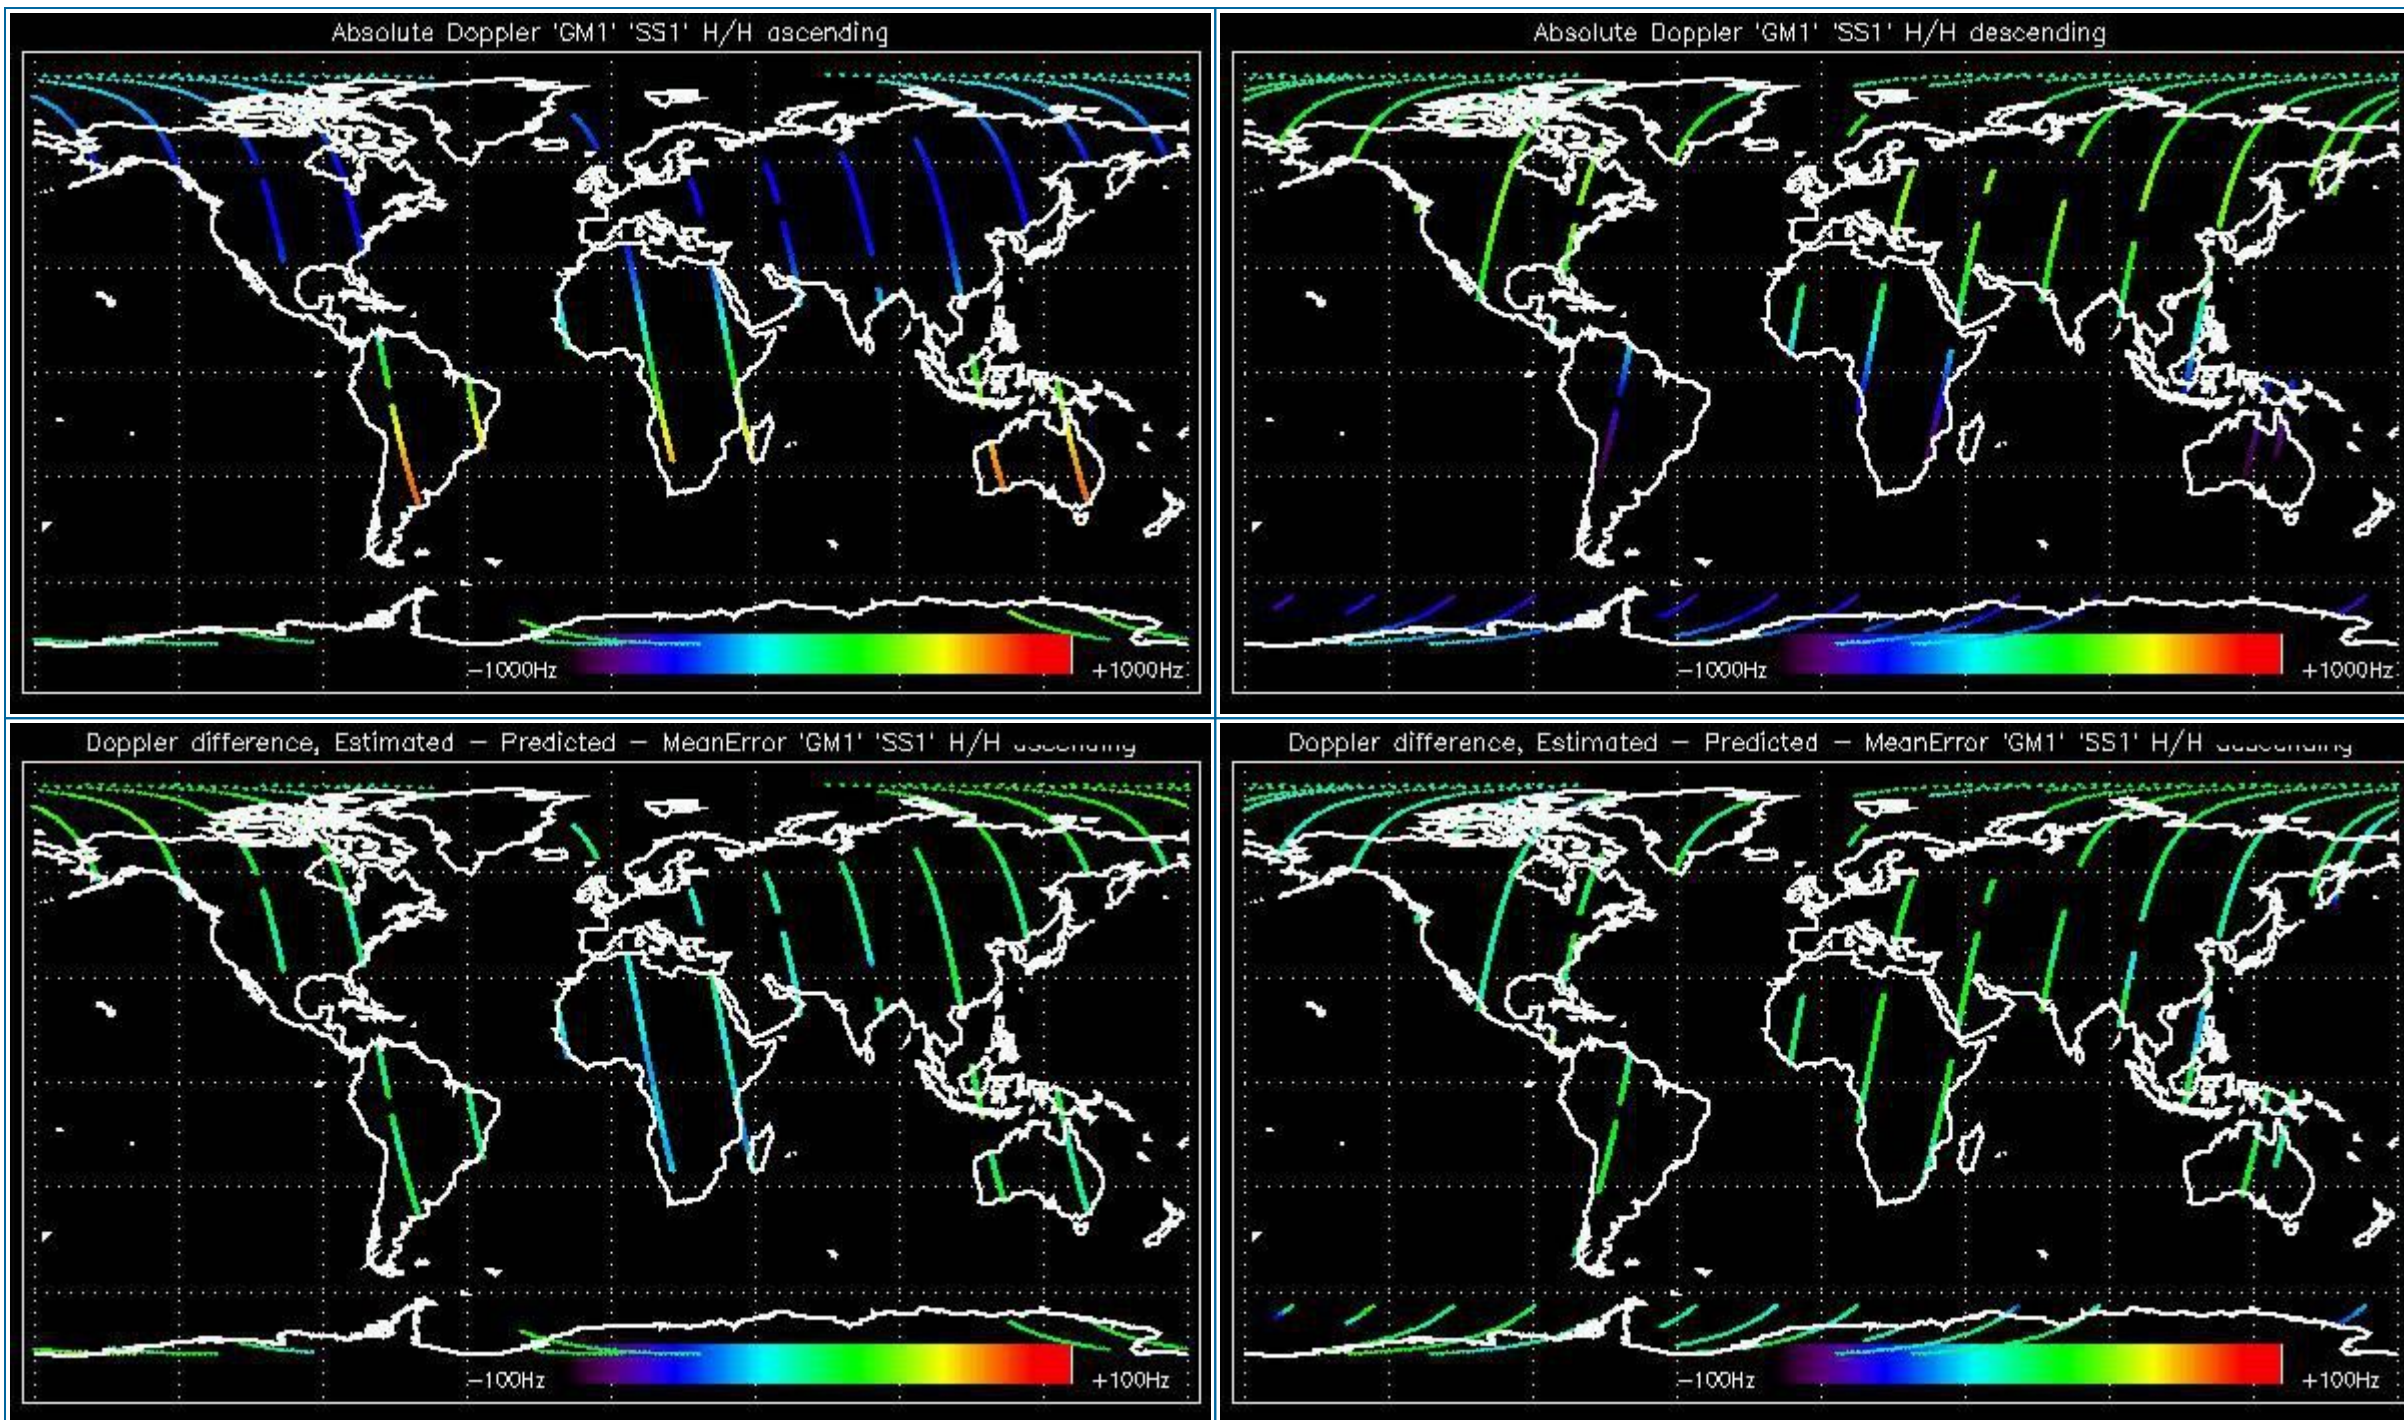 Absolute Doppler 'GM1' 'SS1' H/H ascending
-1000Hz
+1000Hz
Absolute Doppler 'GM1' 'SS1' H/H descending
-1000Hz
+1000Hz
Doppler difference, Estimated - Predicted - MeanError 'GM1' 'SS1' H/H ascending
-100Hz
+100Hz
Doppler difference, Estimated - Predicted - MeanError 'GM1' 'SS1' H/H
-100Hz
+100Hz